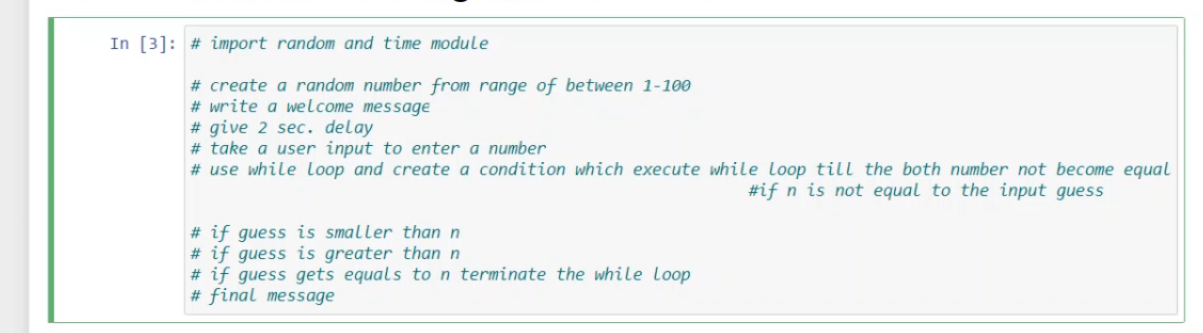 In [3]: # import random and time module
# create a random number from range of between 1-100
# write a welcome message
# give 2 sec. delay
# take a user input to enter a number
# use while loop and create a condition which execute while loop till the both number not become equal
#if n is not equal to the input guess
# if guess is smaller than n
# if guess is greater than n
# if guess gets equals to n terminate the while loop
# final message